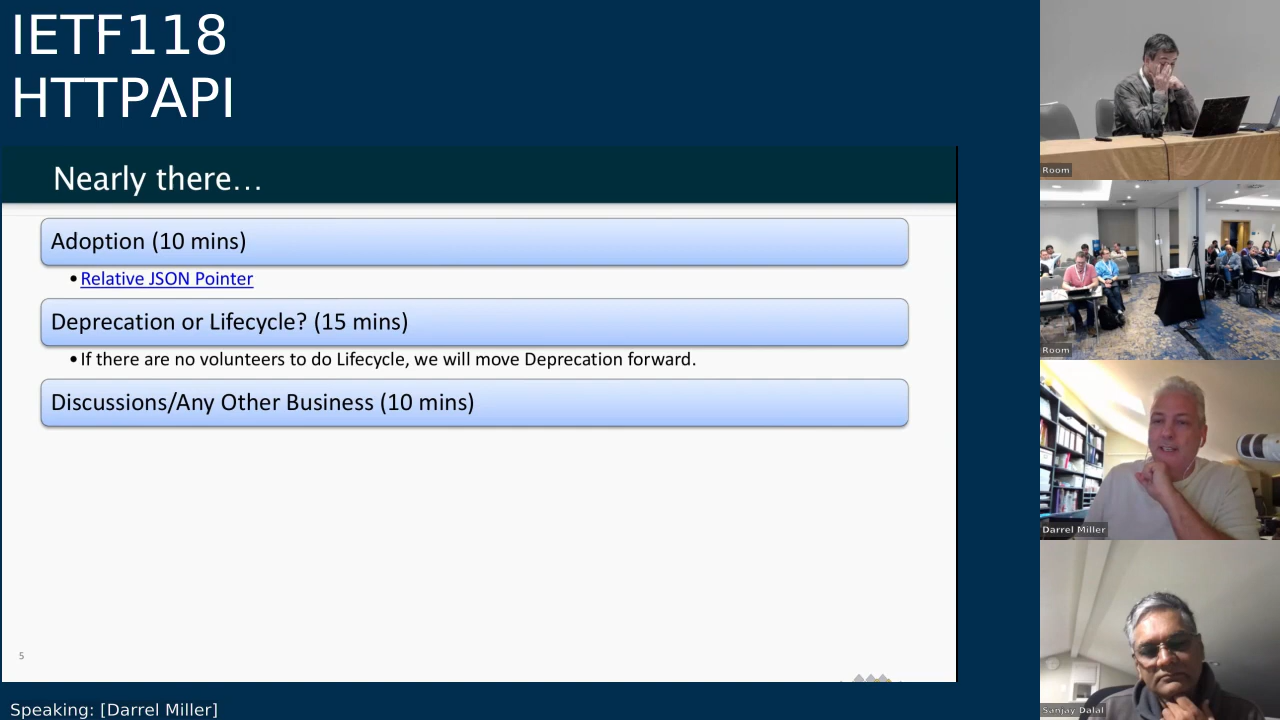 IETF118
HTTPAPI
Nearly there...
Adoption (10 mins)
•Relative JSON Pointer
Deprecation or Lifecycle? (15 mins)
•If there are no volunteers to do Lifecycle, we will move Deprecation forward.
Discussions/Any Other Business (10 mins)
5
Speaking: [Darrel Miller]
Room
Room
Darrel Miller
Sanjay Dalal